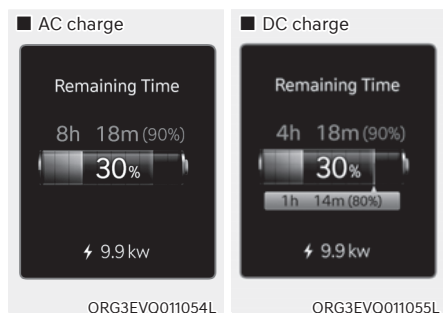 ■ AC charge
Remaining Time
8h 18m (90%)
30%
9.9 kw
ORG3EVQ011054L
■ DC charge
Remaining Time
4h 18m (90%)
30%
1h 14m (80%)
9.9 kw
ORG3EVQ011055L